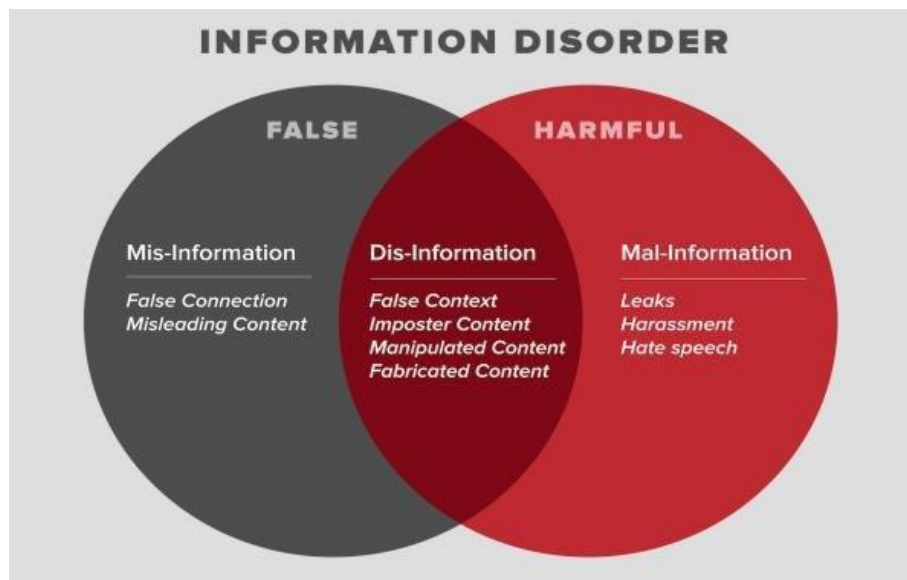 INFORMATION DISORDER
FALSE
HARMFUL
Mis-Information
False Connection
Misleading Content
Dis-Information
False Context
Imposter Content
Manipulated Content
Fabricated Content
Mal-Information
Leaks
Harassment
Hate speech